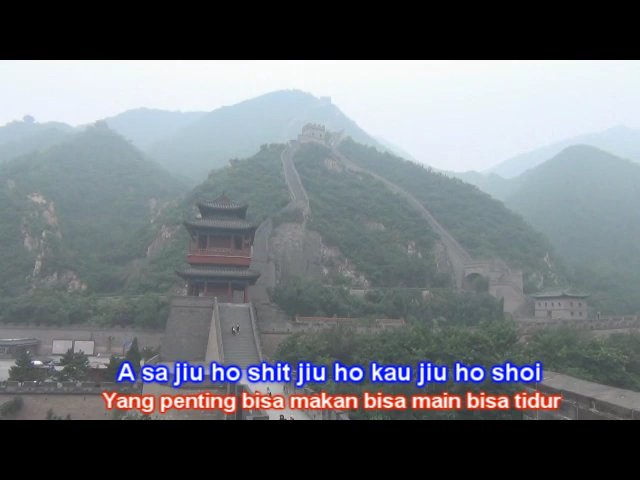 A sa jiu ho shit jiu ho kau jiu ho shoi
Yang penting bisa makan bisa main bisa tidur